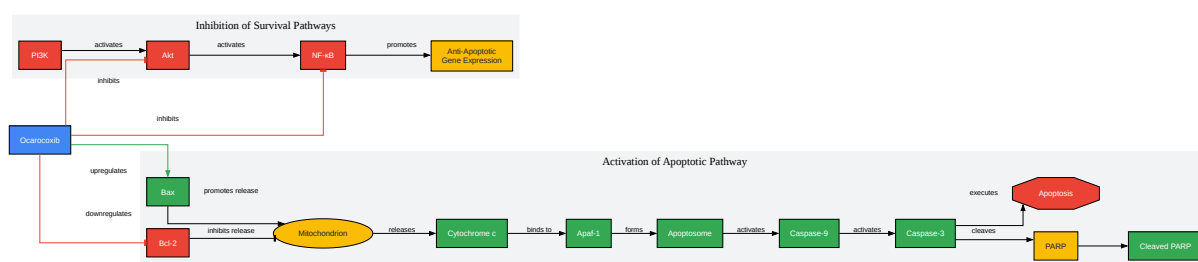 Inhibition of Survival Pathways
PI3K
activates
Akt
activates
NF-κB
promotes
Anti-Apoptotic
Gene Expression
inhibits
inhibits
Ocarocoxib
Activation of Apoptotic Pathway
upregulates
Bax
promotes release
downregulates
Bcl-2
inhibits release
Mitochondrion
releases
Cytochrome c
binds to
Apaf-1
forms
Apoptosome
activates
Caspase-9
activates
Caspase-3
executes
Apoptosis
cleaves
PARP
Cleaved PARP